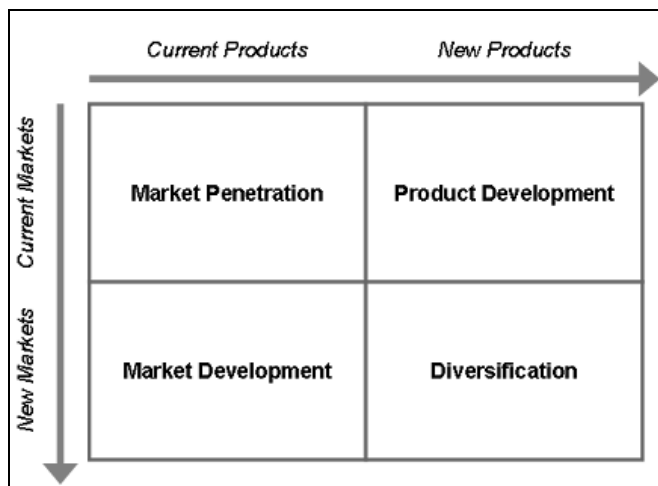 Current Products
New Products
Current Markets
Market Penetration
Product Development
New Markets
Market Development
Diversification